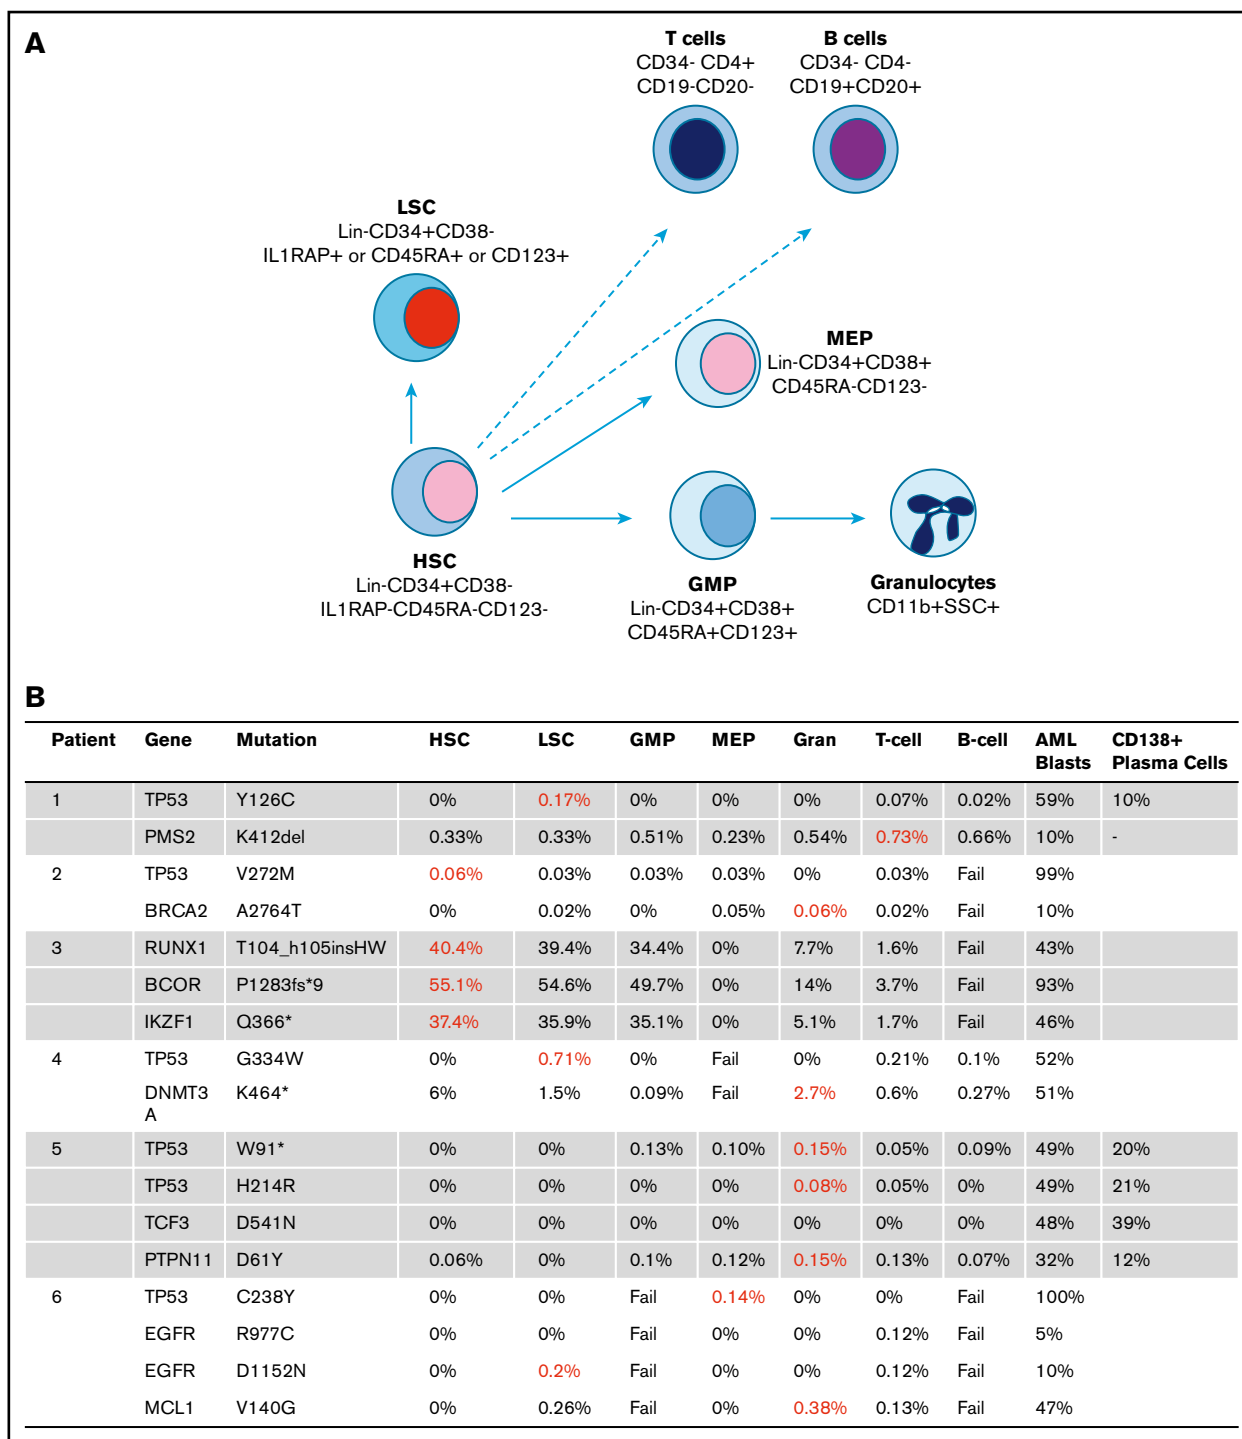 A
T cells
CD34- CD4+
CD19-CD20-
B cells
CD34- CD4-
CD19+CD20+
LSC
Lin-CD34+CD38-
IL1RAP+ or CD45RA+ or CD123+
MEP
Lin-CD34+CD38+
CD45RA-CD123-
HSC
Lin-CD34+CD38-
IL1RAP-CD45RA-CD123-
GMP
Lin-CD34+CD38+
CD45RA+CD123+
Granulocytes
CD11b+SSC+
B
Patient Gene Mutation HSC LSC GMP MEP Gran T-cell B-cell AML CD138+
Blasts Plasma Cells
1 TP53 Y126C 0% 0.17% 0% 0% 0% 0.07% 0.02% 59% 10%
PMS2 K412del 0.33% 0.33% 0.51% 0.23% 0.54% 0.73% 0.66% 10% -
2 TP53 V272M 0.06% 0.03% 0.03% 0.03% 0% 0.03% Fail 99%
BRCA2 A2764T 0% 0.02% 0% 0.05% 0.06% 0.02% Fail 10%
3 RUNX1 T104_h105insHW 40.4% 39.4% 34.4% 0% 7.7% 1.6% Fail 43%
BCOR P1283fs*9 55.1% 54.6% 49.7% 0% 14% 3.7% Fail 93%
IKZF1 Q366* 37.4% 35.9% 35.1% 0% 5.1% 1.7% Fail 46%
4 TP53 G334W 0% 0.71% 0% Fail 0% 0.21% 0.1% 52%
DNMT3 K464* 6% 1.5% 0.09% Fail 2.7% 0.6% 0.27% 51%
A
5 TP53 W91* 0% 0% 0.13% 0.10% 0.15% 0.05% 0.09% 49% 20%
TP53 H214R 0% 0% 0% 0% 0.08% 0.05% 0% 49% 21%
TCF3 D541N 0% 0% 0% 0% 0% 0% 0% 48% 39%
PTPN11 D61Y 0.06% 0% 0.1% 0.12% 0.15% 0.13% 0.07% 32% 12%
6 TP53 C238Y 0% 0% Fail 0.14% 0% 0% Fail 100%
EGFR R977C 0% 0% Fail 0% 0% 0.12% Fail 5%
EGFR D1152N 0% 0.2% Fail 0% 0% 0.12% Fail 10%
MCL1 V140G 0% 0.26% Fail 0% 0.38% 0.13% Fail 47%